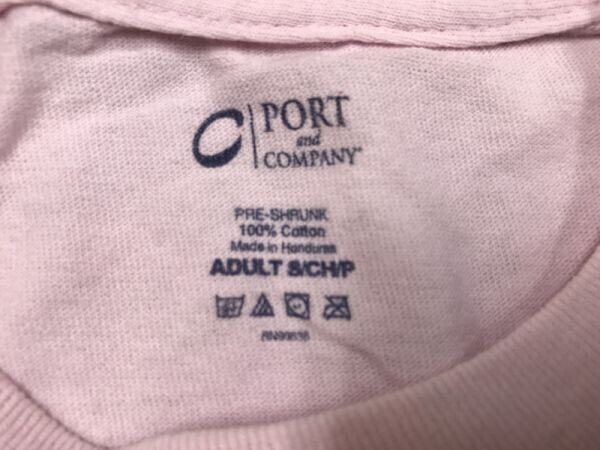 PORT
and
COMPANY
PRE-SHRUNK
100% Cotton
Made in Honduras
ADULT S/CH/P